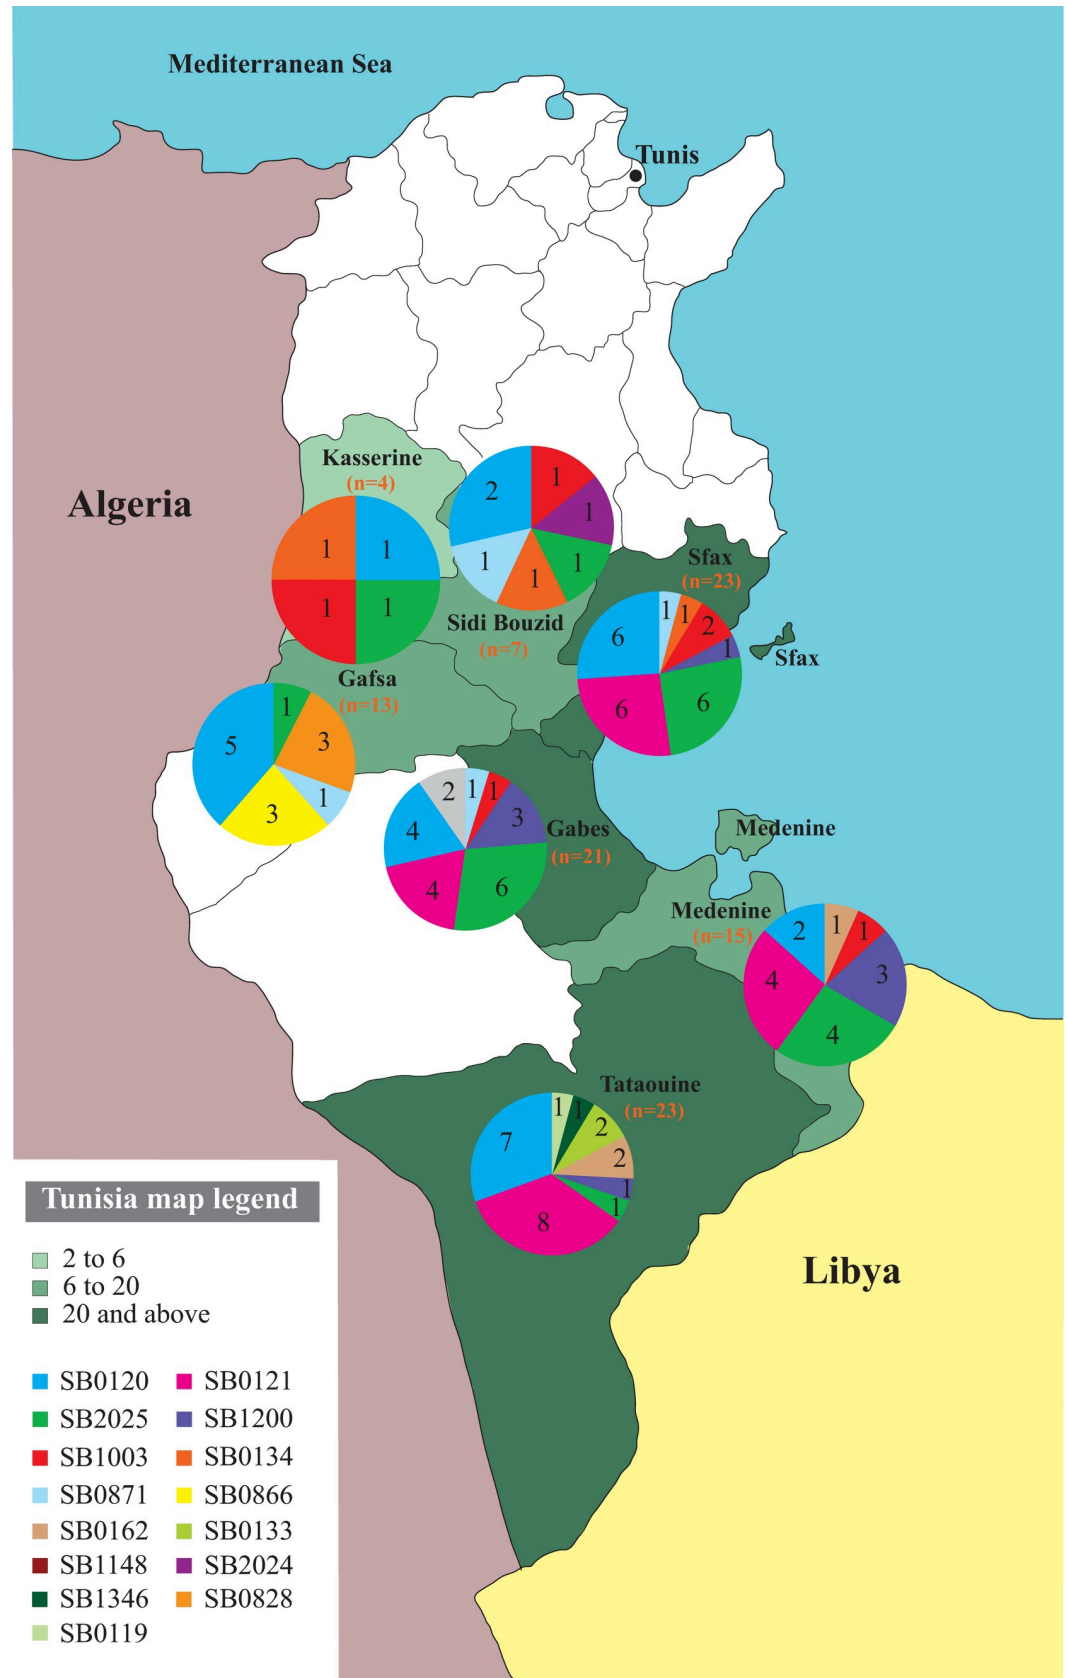 Mediterranean Sea
Tunis
Algeria
Kasserine
(n=4)
1
1
1
1
2
1
1
1
1
1
Sidi Bouzid
(n=7)
Sfax
(n=23)
1
1
2
1
6
6
6
Sfax
Gafsa
(n=13)
1
3
5
1
3
2
1
1
3
4
4
6
Gabes
(n=21)
Medenine
Medenine
(n=15)
2
1
1
3
4
4
Tataouine
(n=23)
1
1
2
2
1
1
7
8
Libya
Tunisia map legend
2 to 6
6 to 20
20 and above
SB0120 SB0121
SB2025 SB1200
SB1003 SB0134
SB0871 SB0866
SB0162 SB0133
SB1148 SB2024
SB1346 SB0828
SB0119